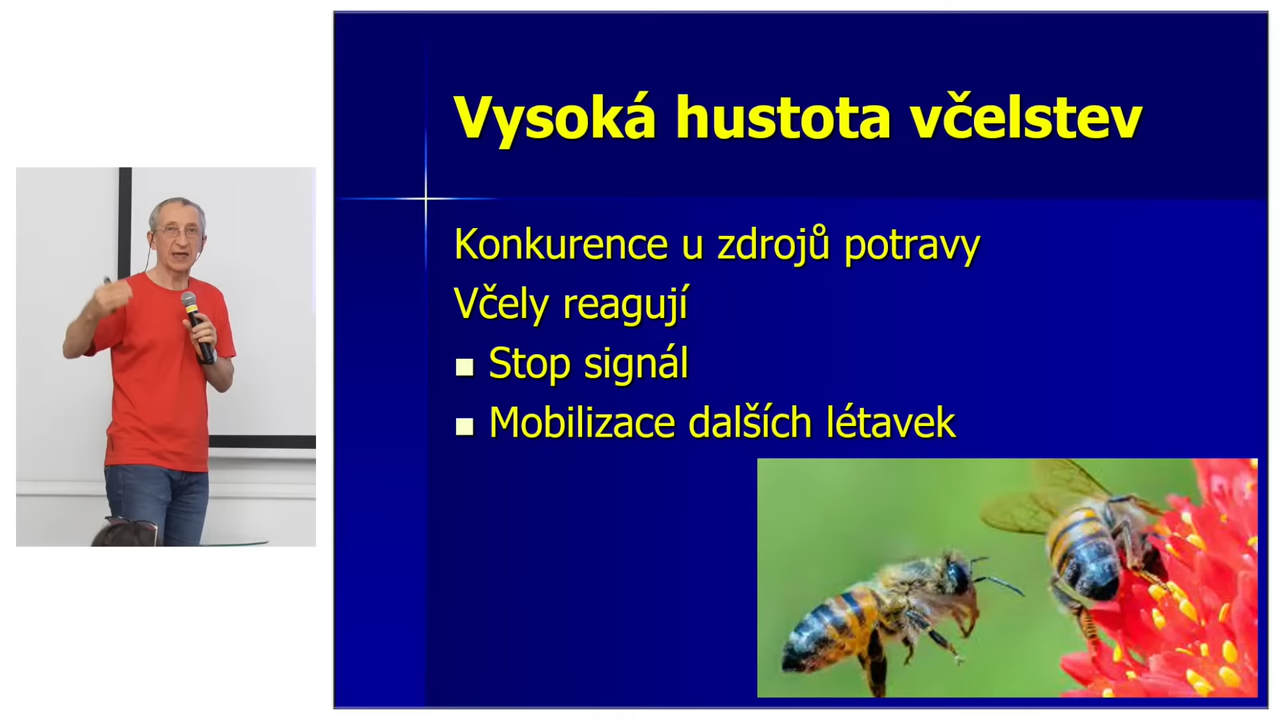 Vysoká hustota včelstev
Konkurence u zdrojů potravy
Včely reagují
Stop signál
Mobilizace dalších létavek